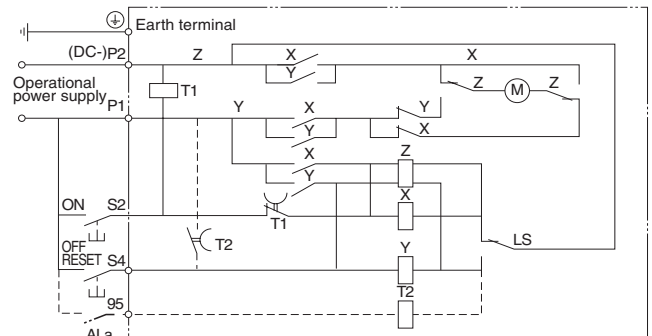 Earth terminal
(DC-)P2 Z X X
Y Z M Z
Operational
power supply T1
P1 Y X Y
Y X
X Z
Y X
ON S2 T1
T2 LS
OFF
RESET S4 Y
T2
95
ALa